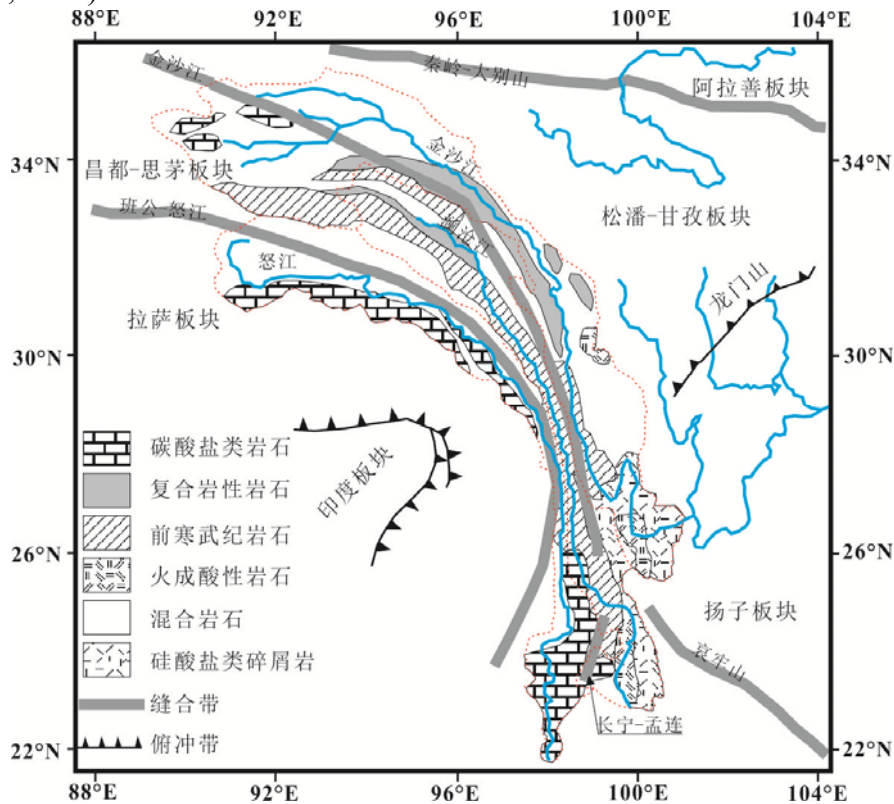 88°E 92°E 96°E 100°E 104°E
金沙江
秦岭-大别山
阿拉善板块
34°N 34°N
金沙江
昌都-思茅板块
松潘-甘孜板块
班公-怒江
澜沧江
怒江
龙门山
拉萨板块
30°N 30°N
碳酸盐类岩石
复合岩性岩石
印度板块
前寒武纪岩石
26°N 26°N
火成酸性岩石
混合岩石
扬子板块
硅酸盐类碎屑岩
哀牢山
缝合带
长宁-孟连
俯冲带
22°N 22°N
88°E 92°E 96°E 100°E 104°E